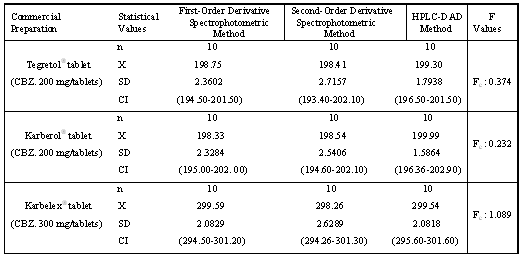 Commercial Preparation | Statistical Values | First-Order Derivative Spectrophotometric Method | Second-Order Derivative Spectrophotometric Method | HPLC-DAD Method | F Values
n 10 10 10
Tegretol® tablet X 198.75 198.41 199.30
(CBZ. 200 mg/tablets) SD 2.3602 2.7157 1.7938 : 0.374
CI (194.50-201.50) (193.40-202.10) (196.50-201.50)
n 10 10 10
Karberol® tablet X 198.33 198.54 199.99
(CBZ. 200 mg/tablets) SD 2.3284 2.5406 1.5864 : 0.232
CI (195.00-202.00) (194.60-202.10) (196.36-202.90)
n 10 10 10
Karbelex® tablet X 299.59 298.26 299.54
(CBZ. 300 mg/tablets) SD 2.0829 2.6289 2.0818 : 1.089
CI (294.50-301.20) (294.26-301.30) (295.60-301.60)